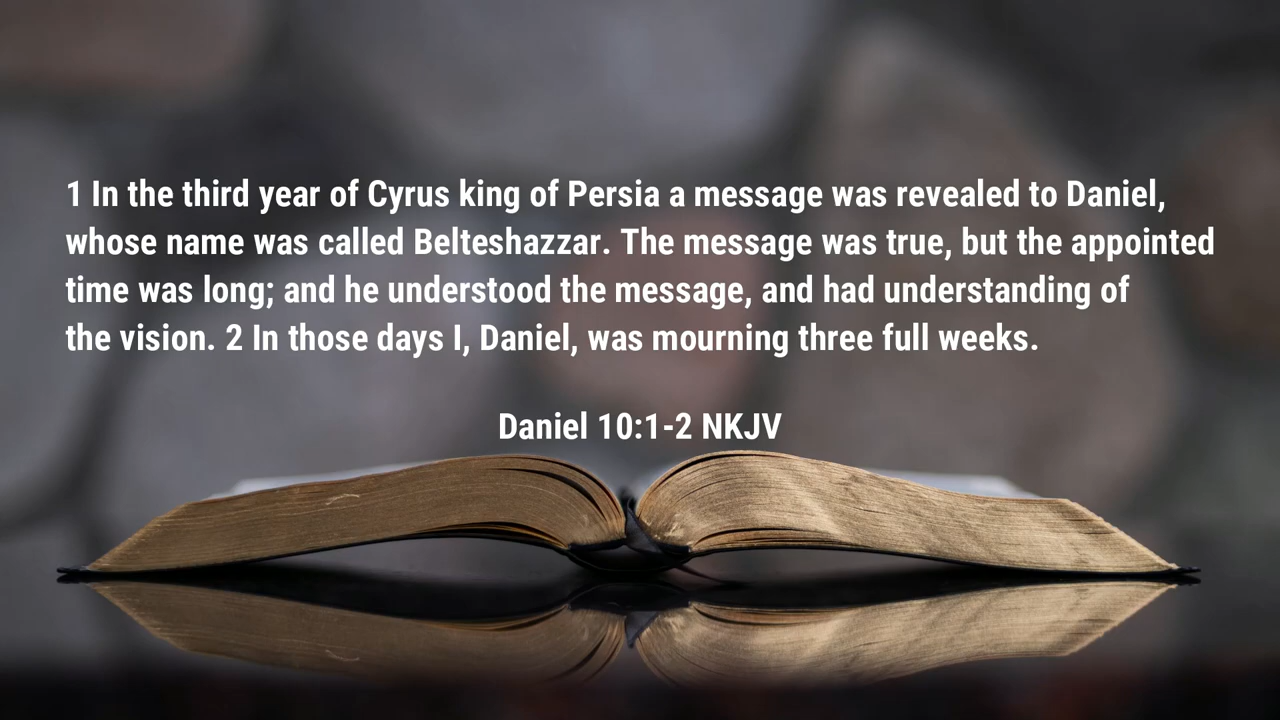 1 In the third year of Cyrus king of Persia a message was revealed to Daniel,
whose name was called Belteshazzar. The message was true, but the appointed
time was long; and he understood the message, and had understanding of
the vision. 2 In those days I, Daniel, was mourning three full weeks.
Daniel 10:1-2 NKJV